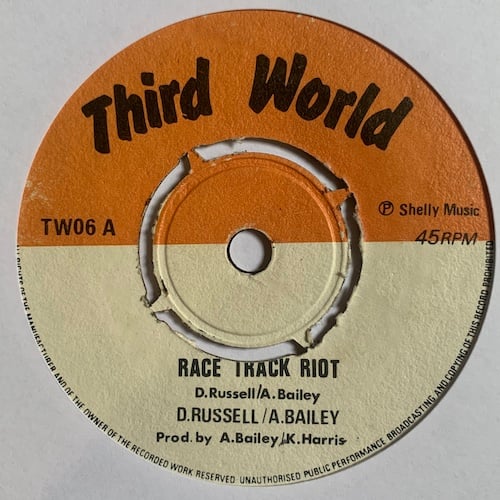 Third World
TW06 A
℗ Shelly Music
45RPM
RACE TRACK RIOT
D.Russell/A.Bailey
D.RUSSELL/A.BAILEY
Prod. by A.Bailey/K.Harris
RIGHTS OF THE MANUFACTURER AND OF THE OWNER OF THE RECORDED WORK RESERVED UNAUTHORISED PUBLIC PERFORMANCE BROADCASTING AND COPYING OF THIS RECORD PROHIBITED